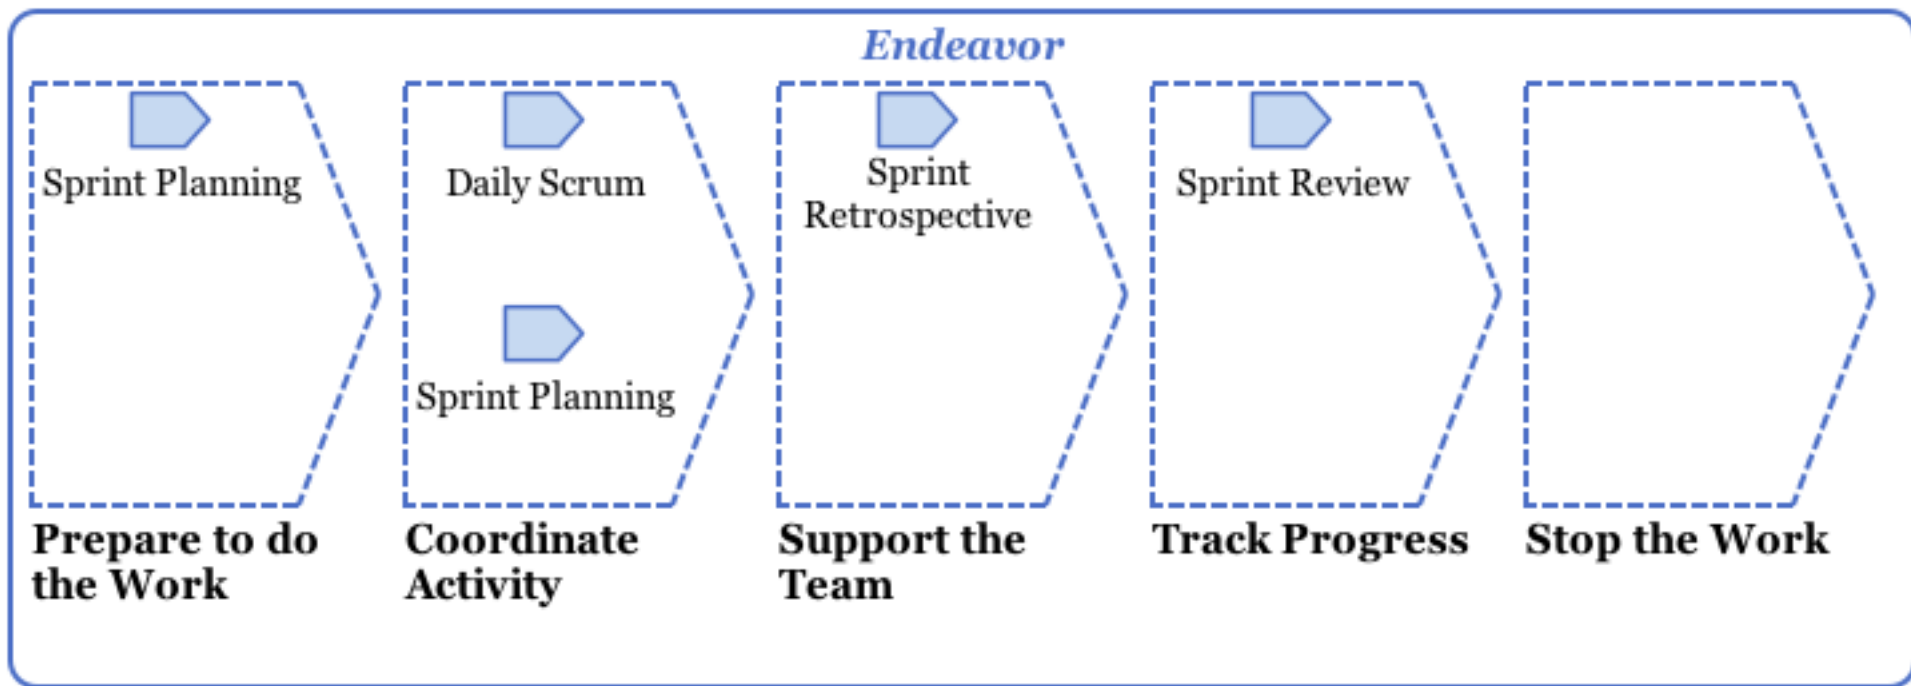 Endeavor
Sprint Planning
Daily Scrum
Sprint Planning
Sprint
Retrospective
Sprint Review
Prepare to do
the Work
Coordinate
Activity
Support the
Team
Track Progress
Stop the Work